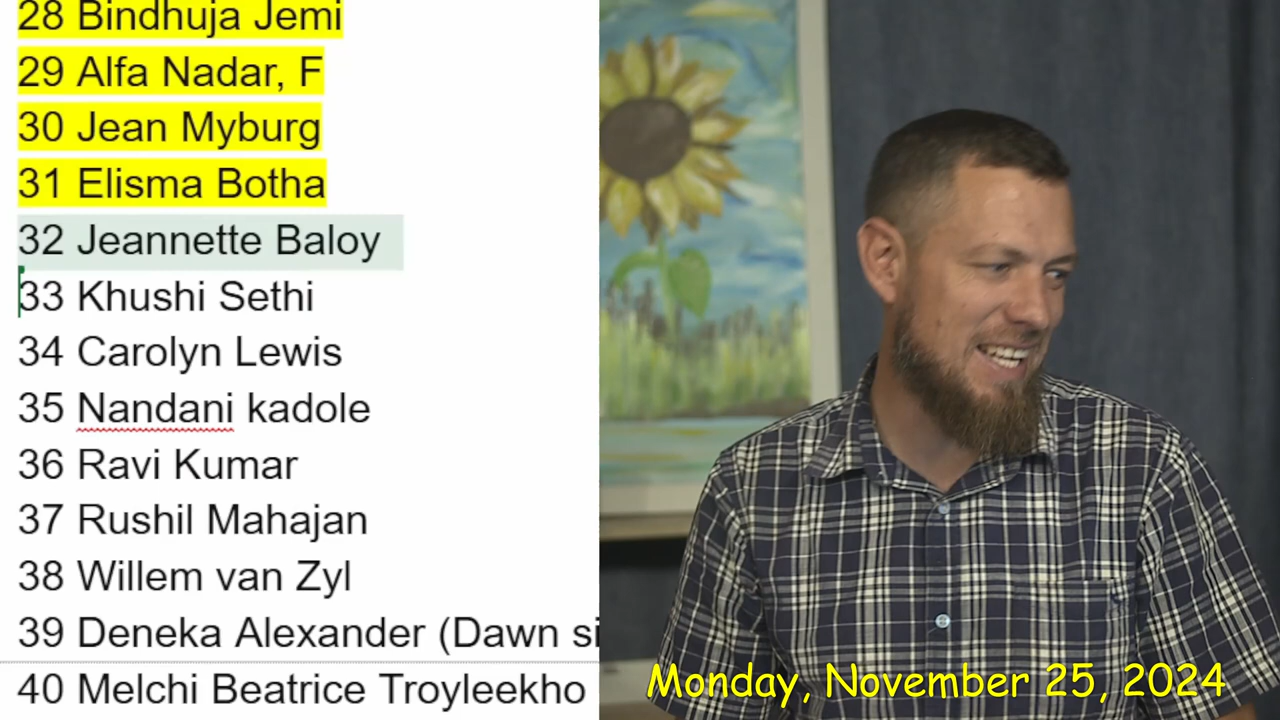 28 Bindhuja Jemi
29 Alfa Nadar, F
30 Jean Myburg
31 Elisma Botha
32 Jeannette Baloy
33 Khushi Sethi
34 Carolyn Lewis
35 Nandani kadole
36 Ravi Kumar
37 Rushil Mahajan
38 Willem van Zyl
39 Deneka Alexander (Dawn si
40 Melchi Beatrice Troyleekho
Monday, November 25, 2024